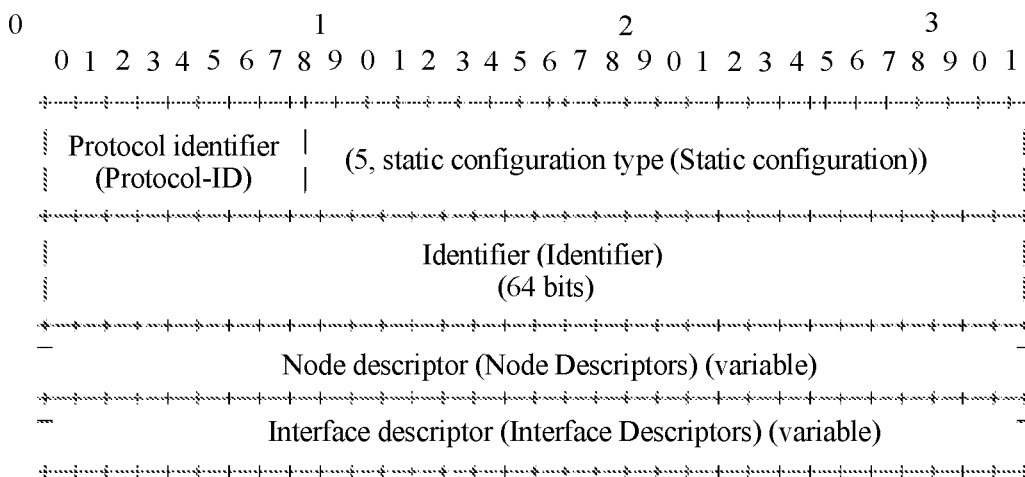 0 1 2 3
0 1 2 3 4 5 6 7 8 9 0 1 2 3 4 5 6 7 8 9 0 1 2 3 4 5 6 7 8 9 0 1
Protocol identifier
(Protocol-ID)
(5, static configuration type (Static configuration))
Identifier (Identifier)
(64 bits)
Node descriptor (Node Descriptors) (variable)
Interface descriptor (Interface Descriptors) (variable)